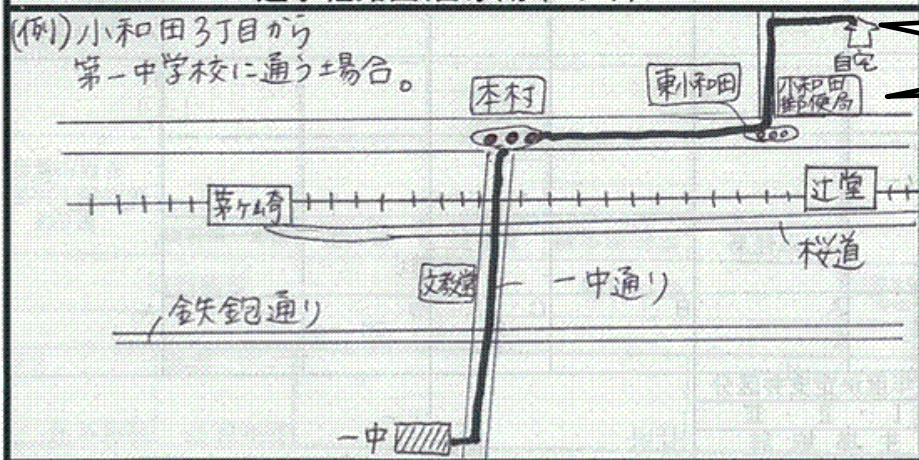 (例)小和田3丁目から
第一中学校に通う場合。
自宅
本村
東小和田
小和田
郵便局
茅ヶ崎
辻堂
桜道
文教堂
一中通り
鉄砲通り
一中